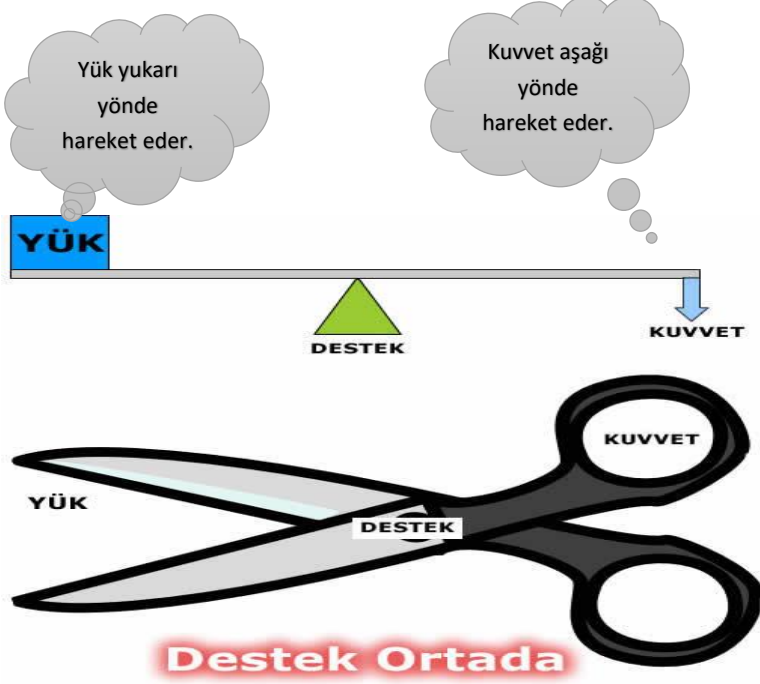 Yük yukarı
yönde
hareket eder.
Kuvvet aşağı
yönde
hareket eder.
YÜK
DESTEK
KUVVET
KUVVET
YÜK
DESTEK
Destek Ortada